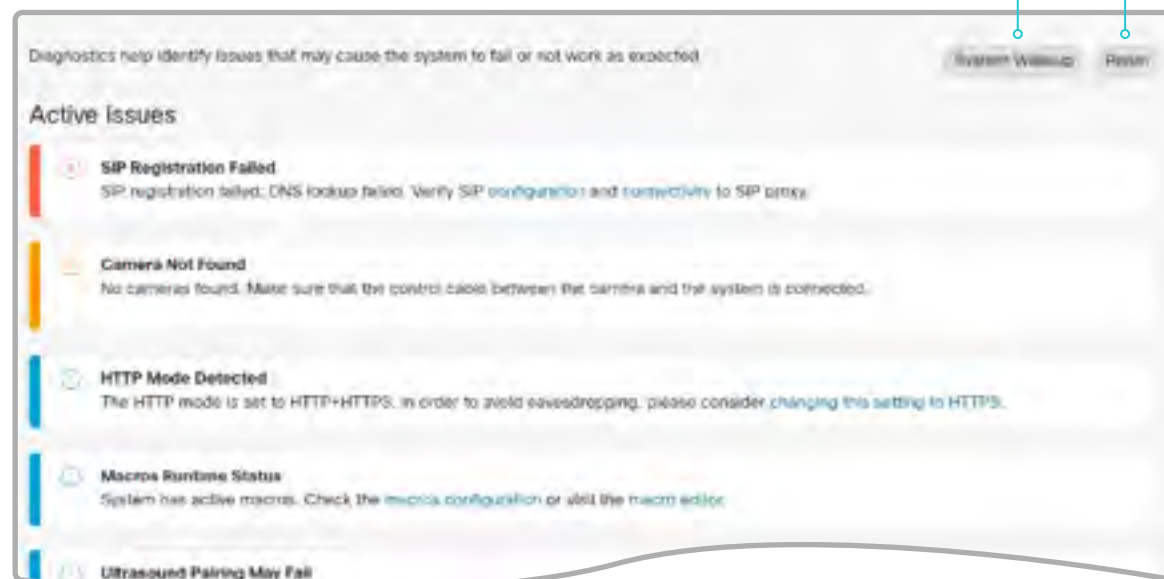 Diagnostics help identify issues that may cause the system to fail or not work as expected
System Wakeup Rerun
Active Issues
SIP Registration Failed
SIP registration failed: DNS lookup failed. Verify SIP configuration and connectivity to SIP proxy.
Camera Not Found
No cameras found. Make sure that the control cable between the camera and the system is connected.
HTTP Mode Detected
The HTTP mode is set to HTTP+HTTPS. In order to avoid eavesdropping, please consider changing this setting to HTTPS.
Macros Runtime Status
System has active macros. Check the macros configuration or visit the macro editor.
Ultrasound Pairing May Fail